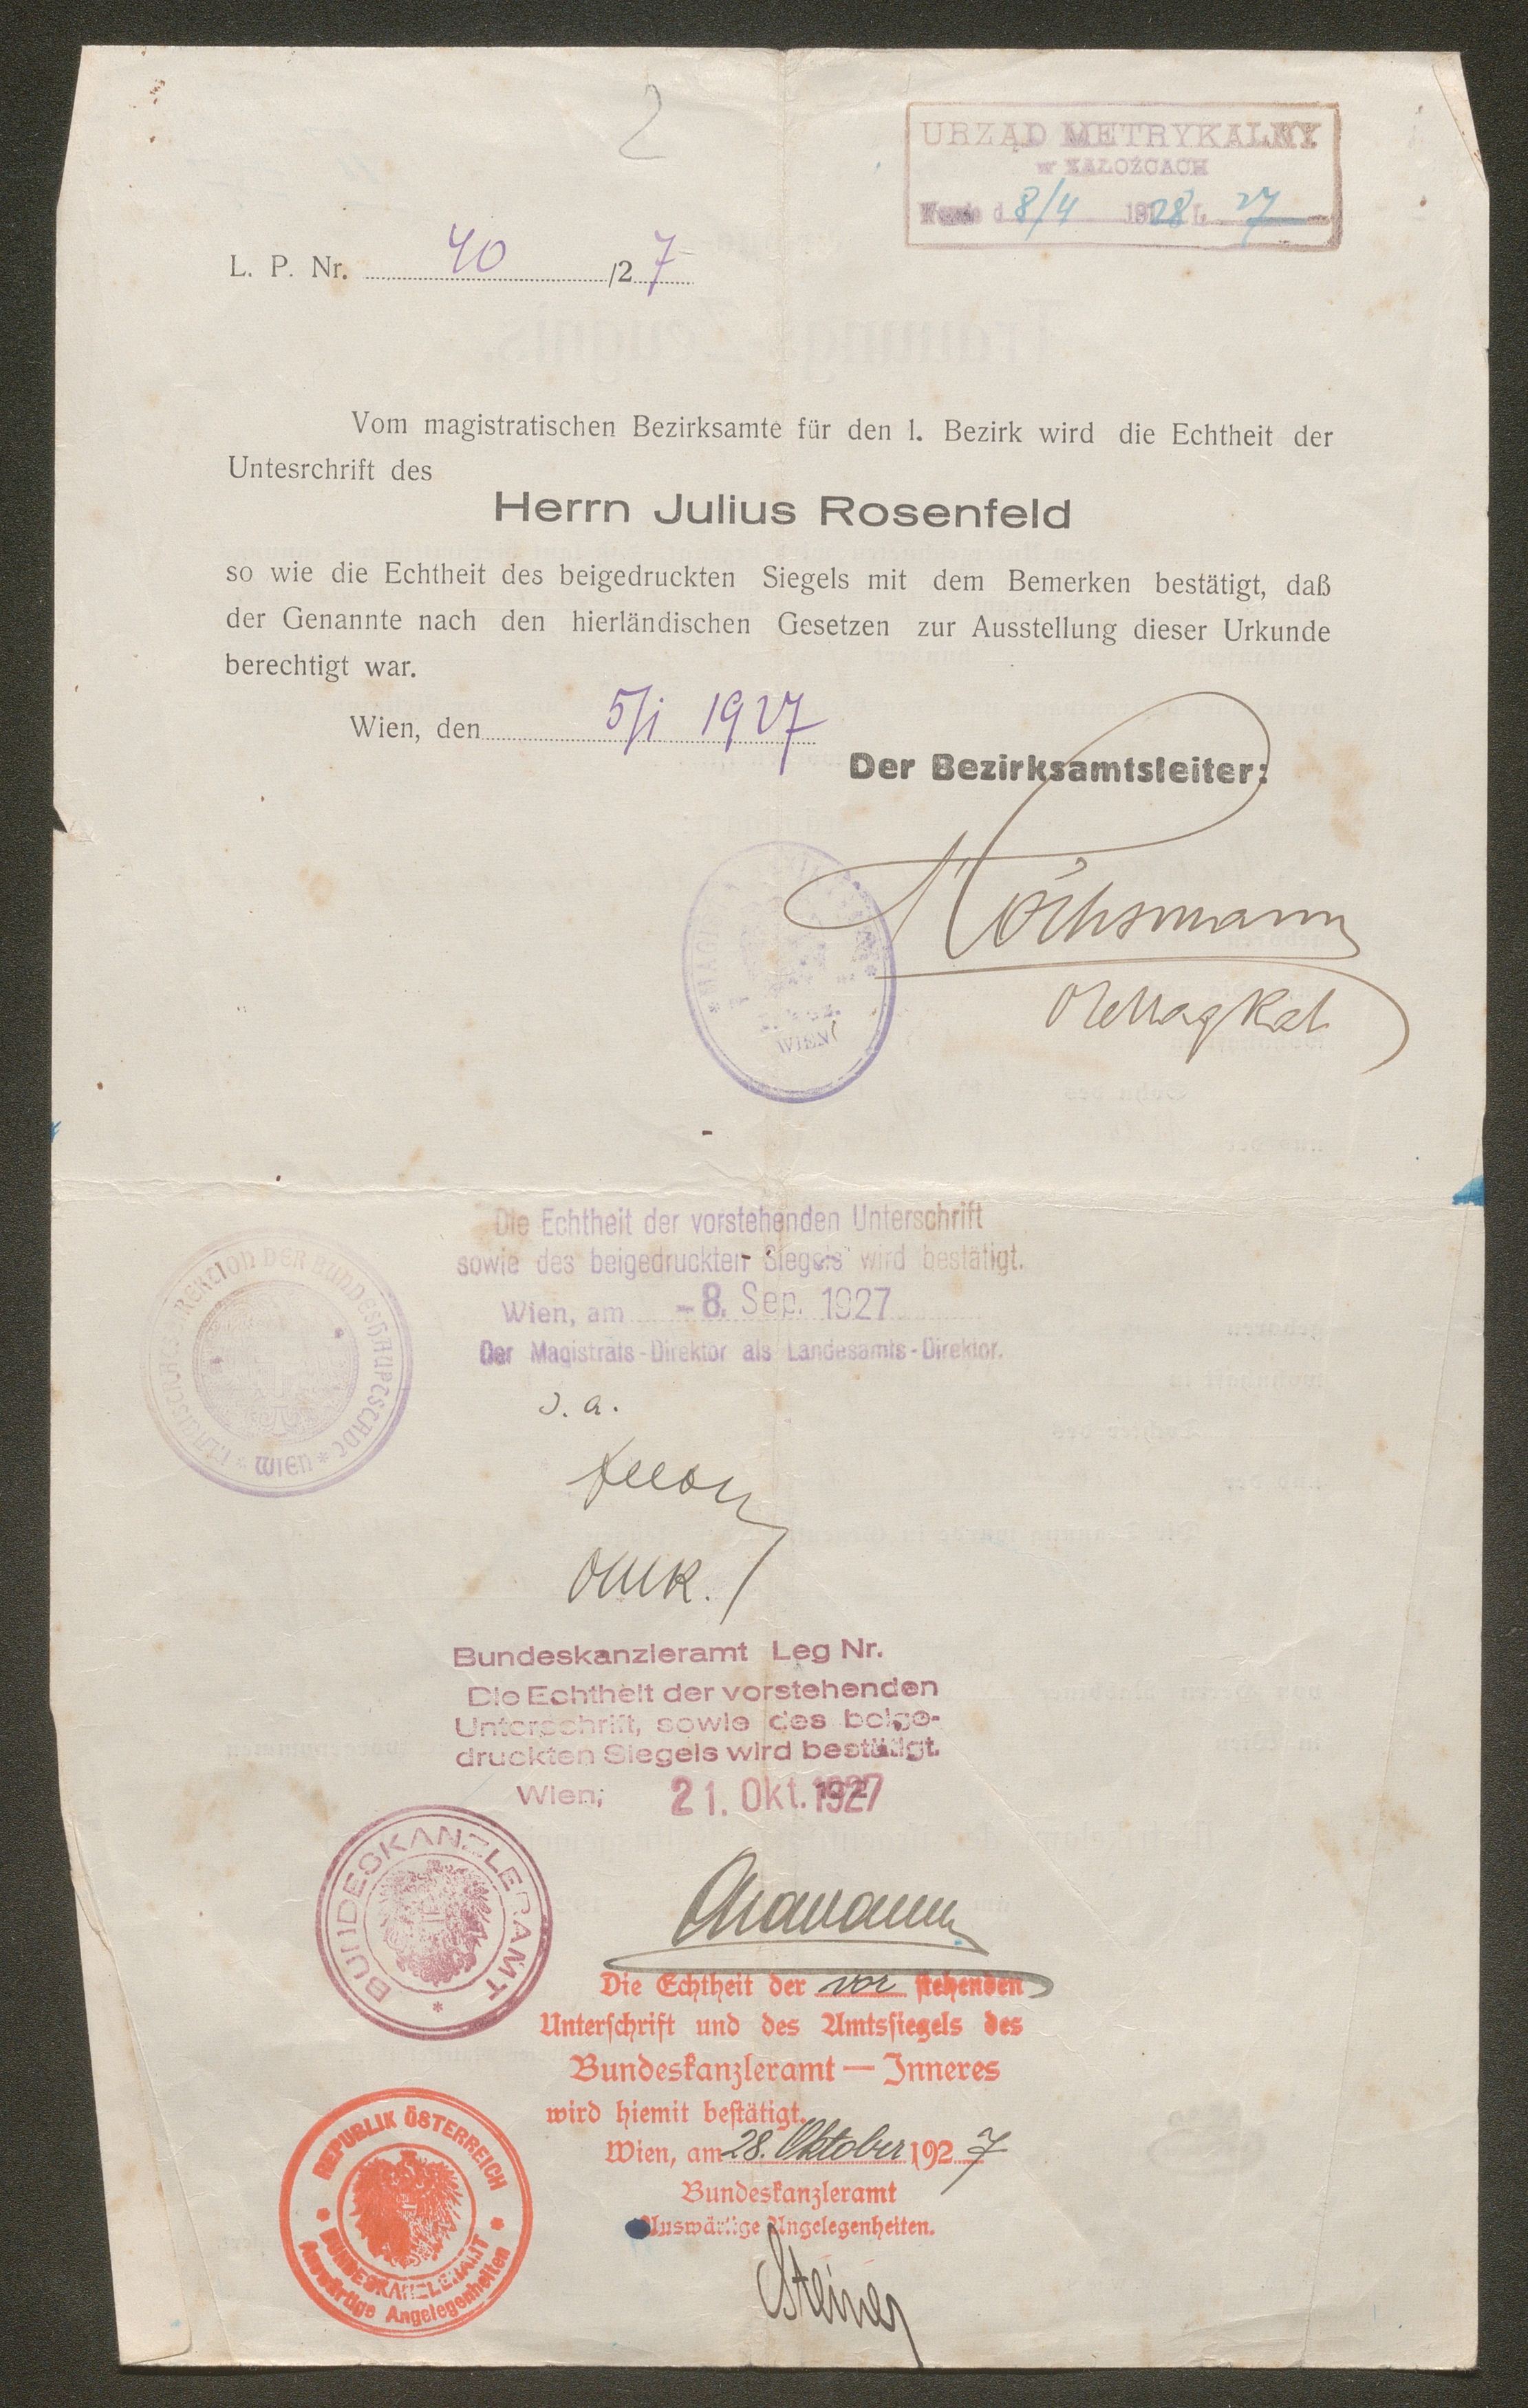 2
URZĄD METRYKALNY
w ZAŁOŻCACH
d 8/4 1928 L. 27
L. P. Nr. 40 /27
Vom magistratischen Bezirksamte für den I. Bezirk wird die Echtheit der
Untesrchrift des
Herrn Julius Rosenfeld
so wie die Echtheit des beigedruckten Siegels mit dem Bemerken bestätigt, daß
der Genannte nach den hierländischen Gesetzen zur Ausstellung dieser Urkunde
berechtigt war.
Wien, den 5/I 1927
Der Bezirksamtsleiter:
WIEN
Die Echtheit der vorstehenden Unterschrift
sowie des beigedruckten Siegels wird bestätigt.
Wien, am -8. Sep. 1927
Der Magistrats-Direktor als Landesamts-Direktor.
MAGISTRATSDIREKTION DER BUNDESHAUPTSTADT * WIEN *
Bundeskanzleramt Leg Nr.
Die Echtheit der vorstehenden
Unterschrift, sowie des beige-
druckten Siegels wird bestätigt.
Wien, 21. Okt. 1927
BUNDESKANZLERAMT *
Die Echtheit der vor stehenden
Unterschrift und des Amtssiegels des
Bundeskanzleramt — Inneres
wird hiemit bestätigt.
Wien, am 28. Oktober 1927
Bundeskanzleramt
Auswärtige Angelegenheiten.
REPUBLIK ÖSTERREICH
* BUNDESKANZLERAMT *
Auswärtige Angelegenheiten
Steiner